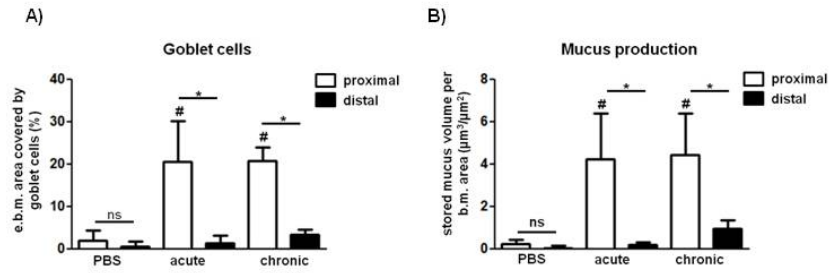 A)
Goblet cells
e.b.m. area covered by
goblet cells (%)
40
30
20
10
0
ns
#
*
#
*
PBS
acute
chronic
proximal
distal
B)
Mucus production
stored mucus volume per
b.m. area (µm³/µm²)
8
6
4
2
0
ns
#
*
#
*
PBS
acute
chronic
proximal
distal